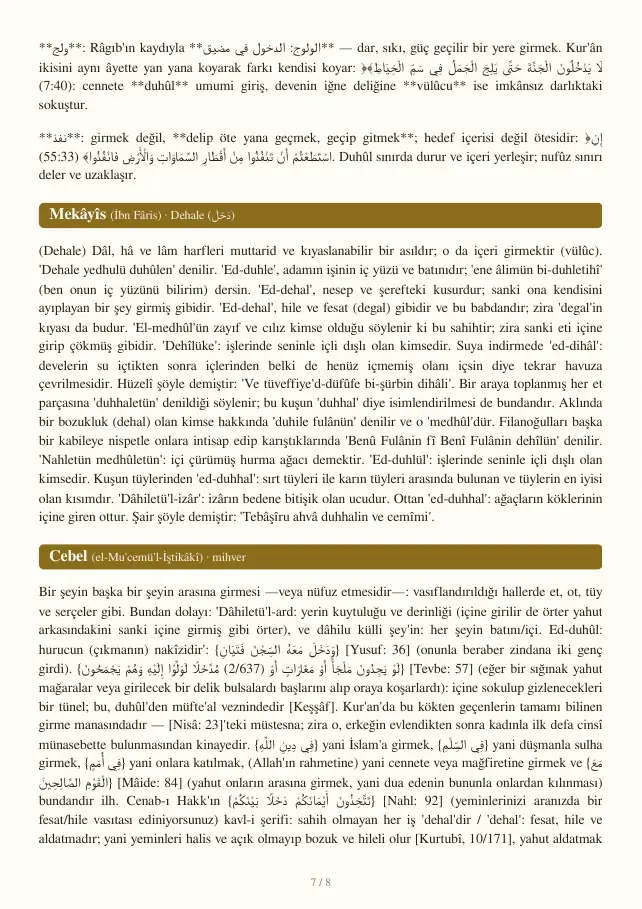 **ولج**: Râgıb'ın kaydıyla **الولوج: الدخول في مضيق** — dar, sıkı, güç geçilir bir yere girmek. Kur'ân
ikisini aynı âyette yan yana koyarak farkı kendisi koyar: ﴿لَا يَدْخُلُونَ الْجَنَّةَ حَتَّى يَلِجَ الْجَمَلُ فِي سَمِّ الْخِيَاطِ﴾
(7:40): cennete **duhûl** umumi giriş, devenin iğne deliğine **vülûcu** ise imkânsız darlıktaki
sokuştur.
**نفذ**: girmek değil, **delip öte yana geçmek, geçip gitmek**; hedef içerisi değil ötesidir: ﴿إِنِ
اسْتَطَعْتُمْ أَنْ تَنْفُذُوا مِنْ أَقْطَارِ السَّمَاوَاتِ وَالْأَرْضِ فَانْفُذُوا﴾ (55:33). Duhûl sınırda durur ve içeri yerleşir; nufûz sınırı
deler ve uzaklaşır.
Mekâyîs (İbn Fâris) · Dehale (دَخَلَ)
(Dehale) Dâl, hâ ve lâm harfleri muttarid ve kıyaslanabilir bir asıldır; o da içeri girmektir (vülûc).
'Dehale yedhulü duhûlen' denilir. 'Ed-duhle', adamın işinin iç yüzü ve batınıdır; 'ene âlimün bi-duhletihî'
(ben onun iç yüzünü bilirim) dersin. 'Ed-dehal', nesep ve şerefteki kusurdur; sanki ona kendisini
ayıplayan bir şey girmiş gibidir. 'Ed-dehal', hile ve fesat (degal) gibidir ve bu babdandır; zira 'degal'in
kıyası da budur. 'El-medhûl'ün zayıf ve cılız kimse olduğu söylenir ki bu sahihtir; zira sanki eti içine
girip çökmüş gibidir. 'Dehîlüke': işlerinde seninle içli dışlı olan kimsedir. Suya indirmede 'ed-dihâl':
develerin su içtikten sonra içlerinden belki de henüz içmemiş olanı içsin diye tekrar havuza
çevrilmesidir. Hüzelî şöyle demiştir: 'Ve tüveffiye'd-düfûfe bi-şürbin dihâli'. Bir araya toplanmış her et
parçasına 'duhhaletün' denildiği söylenir; bu kuşun 'duhhal' diye isimlendirilmesi de bundandır. Aklında
bir bozukluk (dehal) olan kimse hakkında 'duhile fulânün' denilir ve o 'medhûl'dür. Filanoğulları başka
bir kabileye nispetle onlara intisap edip karıştıklarında 'Benû Fulânin fî Benî Fulânin dehîlün' denilir.
'Nahletün medhûletün': içi çürümüş hurma ağacı demektir. 'Ed-duhlül': işlerinde seninle içli dışlı olan
kimsedir. Kuşun tüylerinden 'ed-duhhal': sırt tüyleri ile karın tüyleri arasında bulunan ve tüylerin en iyisi
olan kısımdır. 'Dâhiletü'l-izâr': izârın bedene bitişik olan ucudur. Ottan 'ed-duhhal': ağaçların köklerinin
içine giren ottur. Şair şöyle demiştir: 'Tebâşîru ahvâ duhhalin ve cemîmi'.
Cebel (el-Mu'cemü'l-İştikâkî) · mihver
Bir şeyin başka bir şeyin arasına girmesi —veya nüfuz etmesidir—: vasıflandırıldığı hallerde et, ot, tüy
ve serçeler gibi. Bundan dolayı: 'Dâhiletü'l-ard: yerin kuytuluğu ve derinliği (içine girilir de örter yahut
arkasındakini sanki içine girmiş gibi örter), ve dâhilu külli şey'in: her şeyin batını/içi. Ed-duhûl:
hurucun (çıkmanın) nakîzidir': {وَدَخَلَ مَعَهُ السِّجْنَ فَتَيَانِ} [Yusuf: 36] (onunla beraber zindana iki genç
girdi). {لَوْ يَجِدُونَ مَلْجَأً أَوْ مَغَارَاتٍ أَوْ (2/637) مُدَّخَلًا لَوَلَّوْا إِلَيْهِ وَهُمْ يَجْمَحُونَ} [Tevbe: 57] (eğer bir sığınak yahut
mağaralar veya girilecek bir delik bulsalardı başlarını alıp oraya koşarlardı): içine sokulup gizlenecekleri
bir tünel; bu, duhûl'den müfte'al veznindedir [Keşşâf]. Kur'an'da bu kökten geçenlerin tamamı bilinen
girme manasındadır — [Nisâ: 23]'teki müstesna; zira o, erkeğin evlendikten sonra kadınla ilk defa cinsî
münasebette bulunmasından kinayedir. {فِي دِينِ اللَّهِ} yani İslam'a girmek, {فِي السِّلْمِ} yani düşmanla sulha
girmek, {فِي أُمَمٍ} yani onlara katılmak, (Allah'ın rahmetine) yani cennete veya mağfiretine girmek ve {مَعَ
الْقَوْمِ الصَّالِحِينَ} [Mâide: 84] (yahut onların arasına girmek, yani dua edenin bununla onlardan kılınması)
bundandır ilh. Cenab-ı Hakk'ın {تَتَّخِذُونَ أَيْمَانَكُمْ دَخَلًا بَيْنَكُمْ} [Nahl: 92] (yeminlerinizi aranızda bir
fesat/hile vasıtası ediniyorsunuz) kavl-i şerifi: sahih olmayan her iş 'dehal'dir / 'dehal': fesat, hile ve
aldatmadır; yani yeminleri halis ve açık olmayıp bozuk ve hileli olur [Kurtubî, 10/171], yahut aldatmak
7 / 8